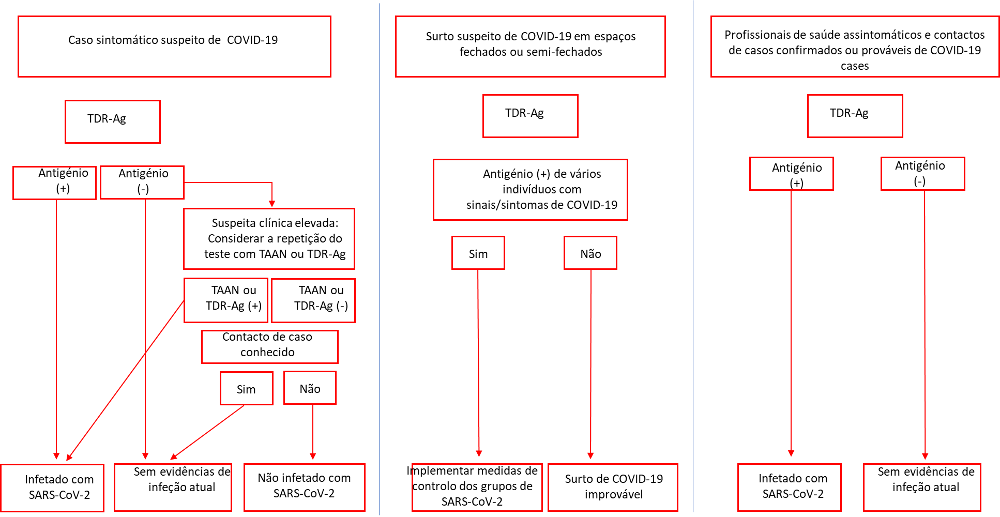 Caso sintomático suspeito de  COVID-19
TDR-Ag
Antigénio
(+)
Antigénio
(-)
Suspeita clínica elevada:
Considerar a repetição do
teste com TAAN ou TDR-Ag
TAAN ou
TDR-Ag (+)
TAAN ou
TDR-Ag (-)
Contacto de caso
conhecido
Sim
Não
Infetado com
SARS-CoV-2
Sem evidências de
infeção atual
Não infetado com
SARS-CoV-2
Surto suspeito de COVID-19 em espaços
fechados ou semi-fechados
TDR-Ag
Antigénio (+) de vários
indivíduos com
sinais/sintomas de COVID-19
Sim
Não
Implementar medidas de
controlo dos grupos de
SARS-CoV-2
Surto de COVID-19
improvável
Profissionais de saúde assintomáticos e contactos
de casos confirmados ou prováveis de COVID-19
cases
TDR-Ag
Antigénio
(+)
Antigénio
(-)
Infetado com
SARS-CoV-2
Sem evidências de
infeção atual